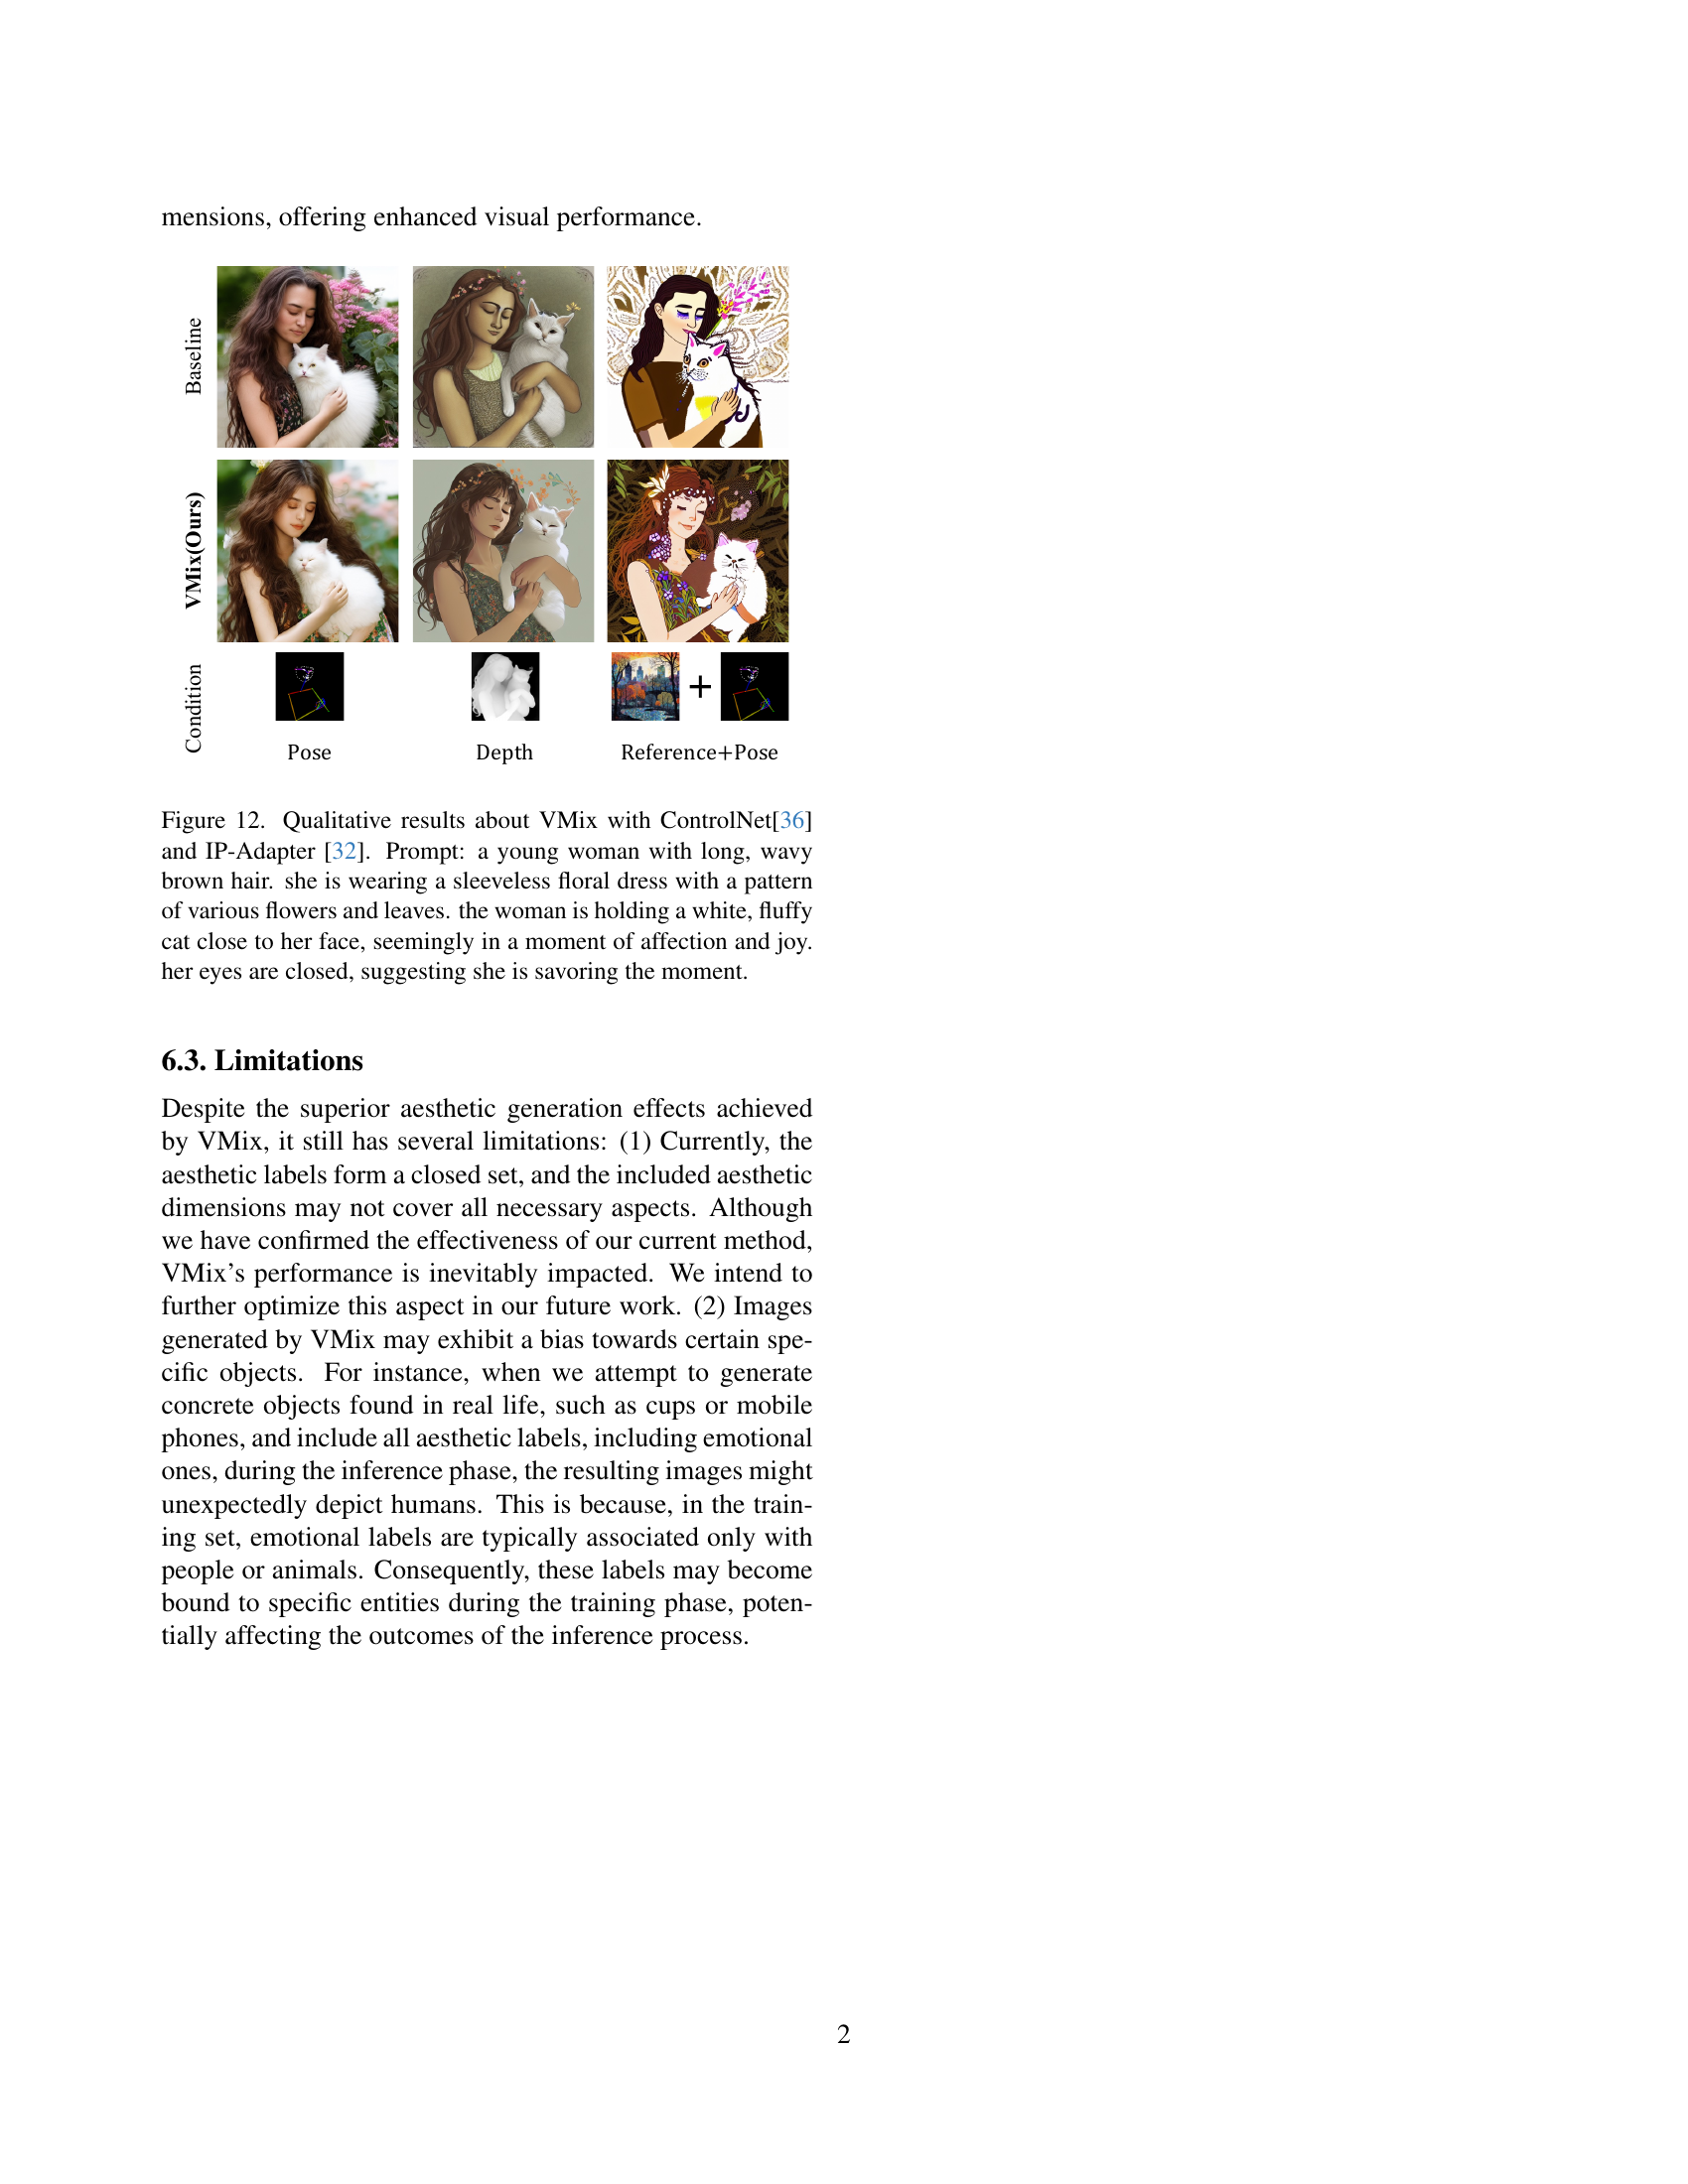 mensions, offering enhanced visual performance.
Baseline
VMix(Ours)
Condition
+
Pose
Depth
Reference+Pose
Figure 12. Qualitative results about VMix with ControlNet[36]
and IP-Adapter [32]. Prompt: a young woman with long, wavy
brown hair. she is wearing a sleeveless floral dress with a pattern
of various flowers and leaves. the woman is holding a white, fluffy
cat close to her face, seemingly in a moment of affection and joy.
her eyes are closed, suggesting she is savoring the moment.
6.3. Limitations
Despite the superior aesthetic generation effects achieved
by VMix, it still has several limitations: (1) Currently, the
aesthetic labels form a closed set, and the included aesthetic
dimensions may not cover all necessary aspects. Although
we have confirmed the effectiveness of our current method,
VMix's performance is inevitably impacted. We intend to
further optimize this aspect in our future work. (2) Images
generated by VMix may exhibit a bias towards certain spe-
cific objects. For instance, when we attempt to generate
concrete objects found in real life, such as cups or mobile
phones, and include all aesthetic labels, including emotional
ones, during the inference phase, the resulting images might
unexpectedly depict humans. This is because, in the train-
ing set, emotional labels are typically associated only with
people or animals. Consequently, these labels may become
bound to specific entities during the training phase, poten-
tially affecting the outcomes of the inference process.
2